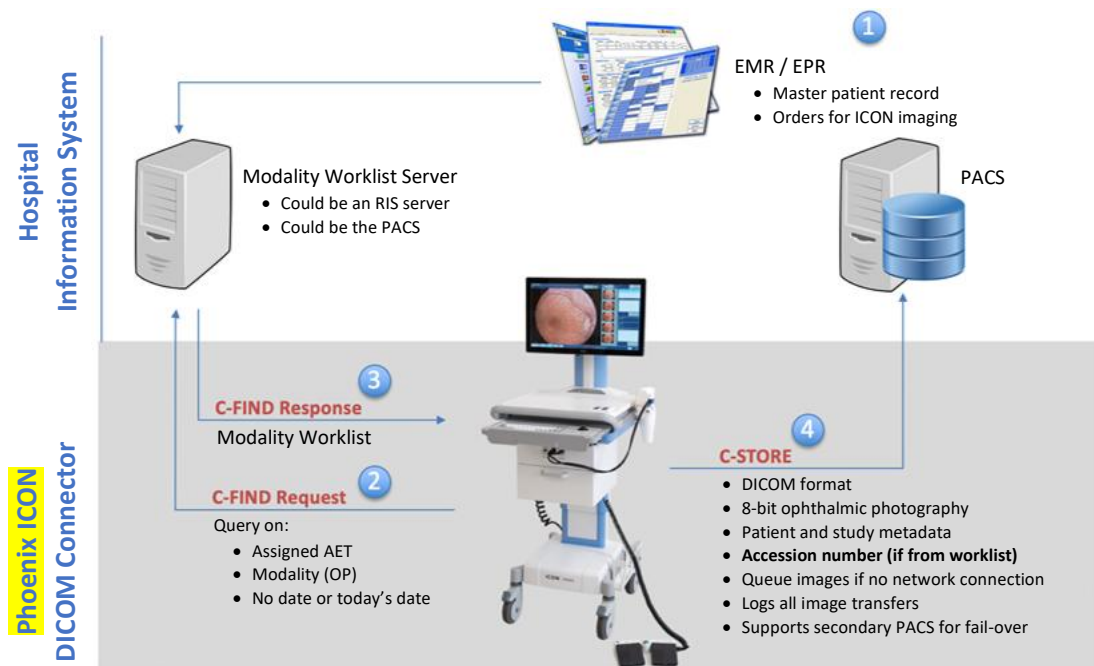 Hospital
Information System
1
EMR / EPR
• Master patient record
• Orders for ICON imaging
Modality Worklist Server
• Could be an RIS server
• Could be the PACS
PACS
Phoenix ICON
DICOM Connector
3
C-FIND Response
Modality Worklist
2
C-FIND Request
Query on:
• Assigned AET
• Modality (OP)
• No date or today’s date
4
C-STORE
• DICOM format
• 8-bit ophthalmic photography
• Patient and study metadata
• Accession number (if from worklist)
• Queue images if no network connection
• Logs all image transfers
• Supports secondary PACS for fail-over
ICON